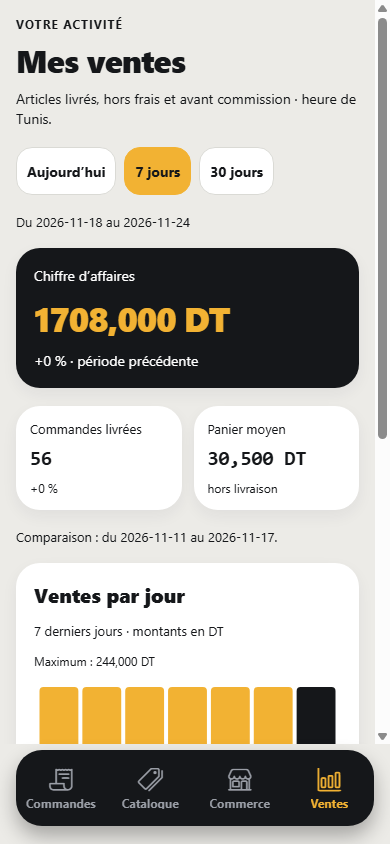 VOTRE ACTIVITÉ
Mes ventes
Articles livrés, hors frais et avant commission · heure de
Tunis.
Aujourd’hui
7 jours
30 jours
Du 2026-11-18 au 2026-11-24
Chiffre d’affaires
1708,000 DT
+0 % · période précédente
Commandes livrées
56
+0 %
Panier moyen
30,500 DT
hors livraison
Comparaison : du 2026-11-11 au 2026-11-17.
Ventes par jour
7 derniers jours · montants en DT
Maximum : 244,000 DT
Commandes
Catalogue
Commerce
Ventes